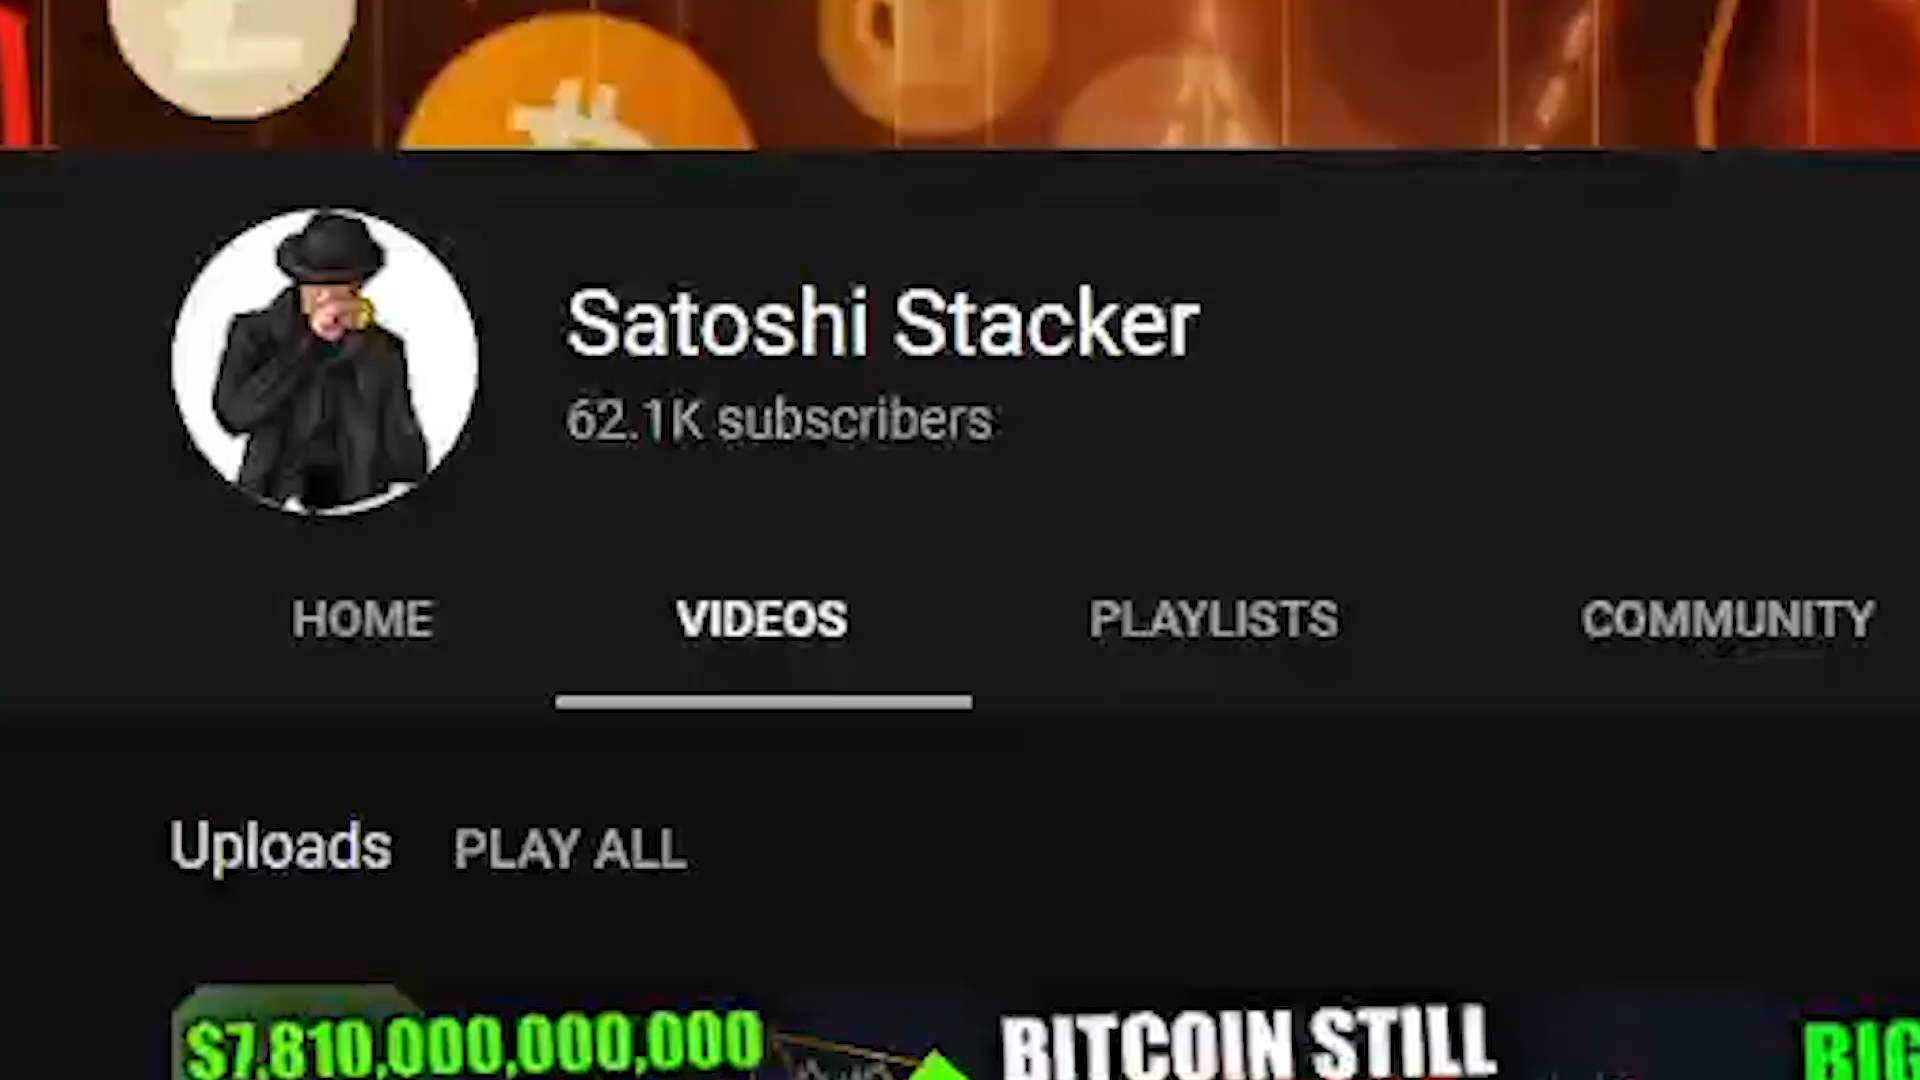 Satoshi Stacker
62.1K subscribers
HOME VIDEOS PLAYLISTS COMMUNITY
Uploads PLAY ALL
$7,810,000,000,000 BITCOIN STILL